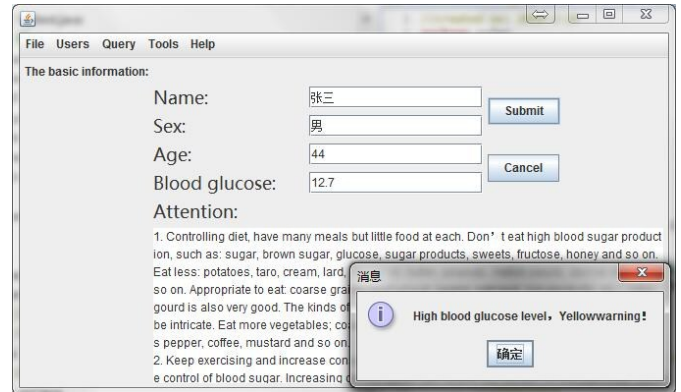 File Users Query Tools Help
The basic information:
Name: 张三
Submit
Sex: 男
Age: 44
Cancel
Blood glucose: 12.7
Attention:
1. Controlling diet, have many meals but little food at each. Don't eat high blood sugar product
ion, such as: sugar, brown sugar, glucose, sugar products, sweets, fructose, honey and so on.
Eat less: potatoes, taro, cream, lard,
so on. Appropriate to eat: coarse grai
gourd is also very good. The kinds of
be intricate. Eat more vegetables; co
s pepper, coffee, mustard and so on
2. Keep exercising and increase con
e control of blood sugar. Increasing
消息
High blood glucose level，Yellowwarning!
确定